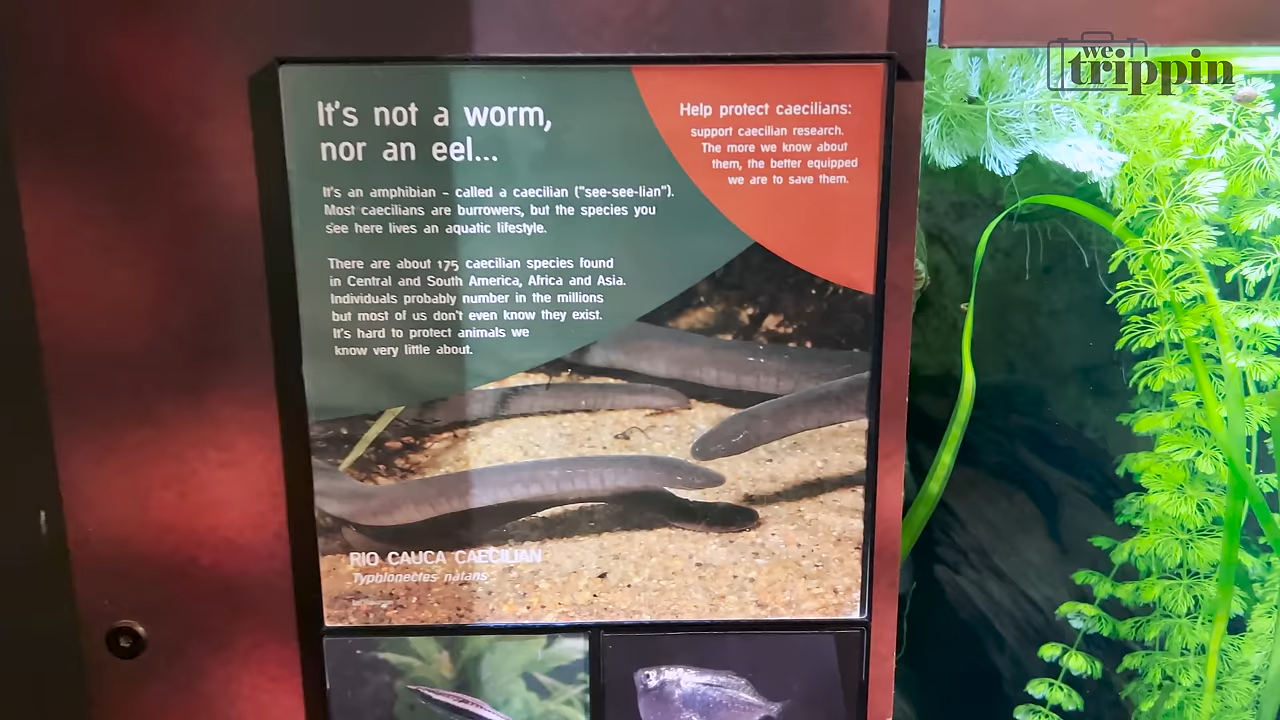 we
trippin
It's not a worm,
nor an eel...
It's an amphibian - called a caecilian ("see-see-lian").
Most caecilians are burrowers, but the species you
see here lives an aquatic lifestyle.
There are about 175 caecilian species found
in Central and South America, Africa and Asia.
Individuals probably number in the millions
but most of us don't even know they exist.
It's hard to protect animals we
know very little about.
Help protect caecilians:
support caecilian research.
The more we know about
them, the better equipped
we are to save them.
RIO CAUCA CAECILIAN
Typhlonectes natans